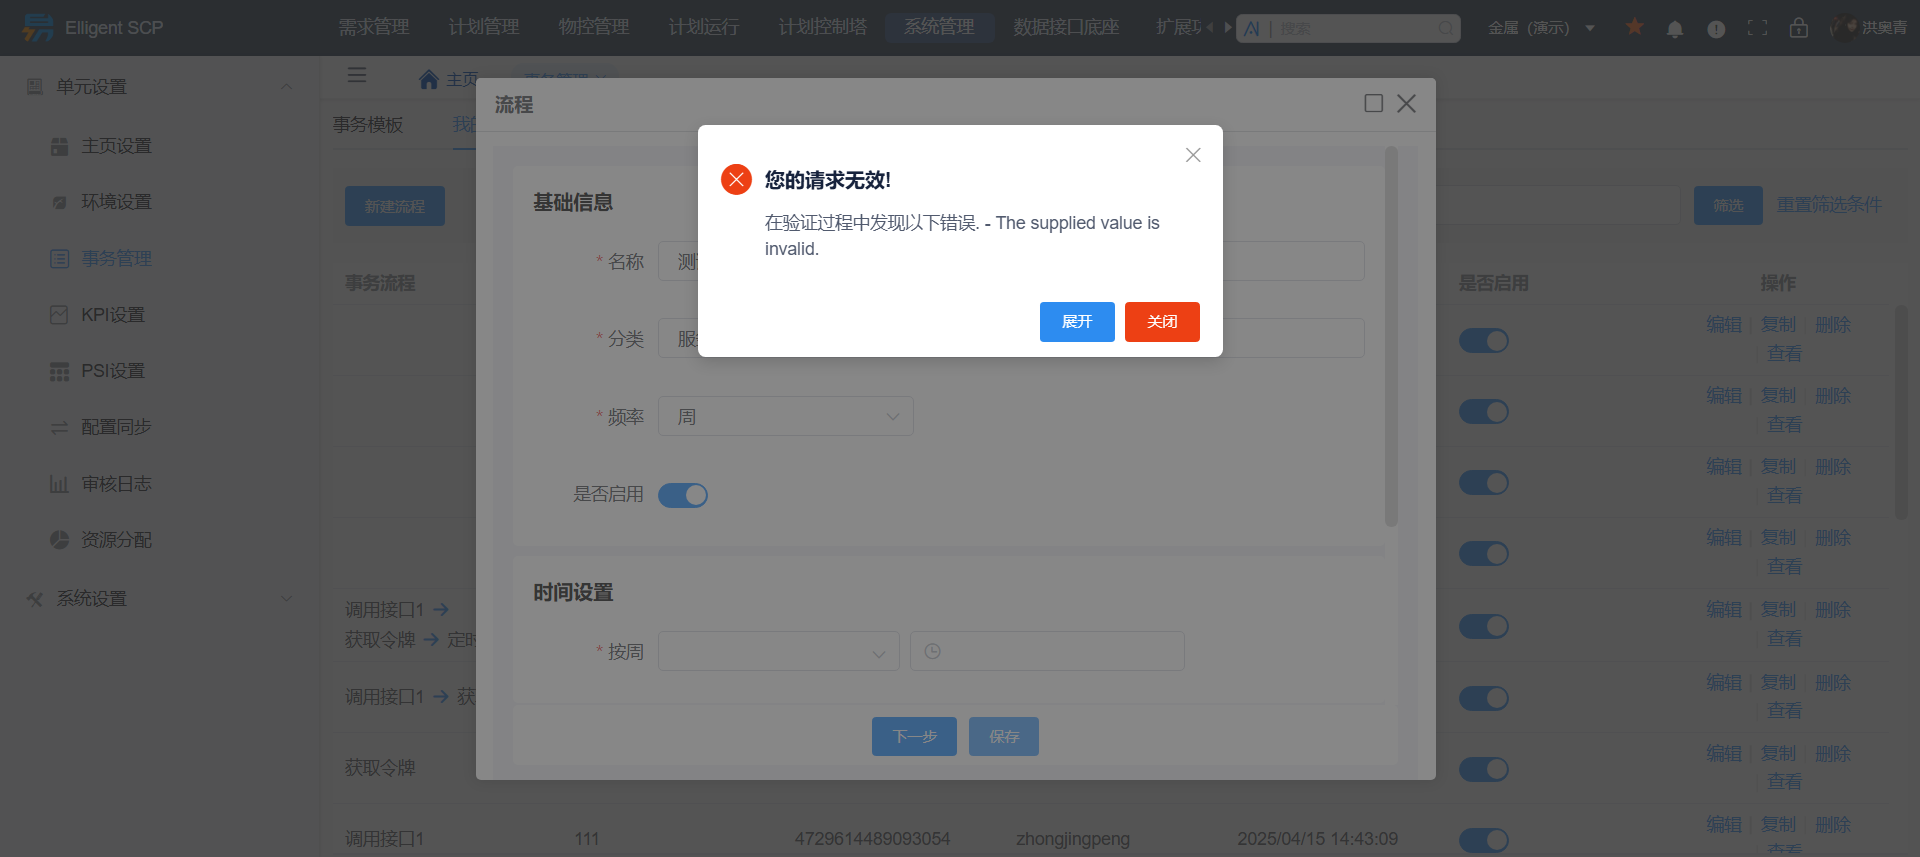 Elligent SCP
需求管理
计划管理
物控管理
计划运行
计划控制塔
系统管理
数据接口底座
扩展
AI | 搜索
金属（演示）
洪奥青
单元设置
主页设置
环境设置
事务管理
KPI设置
PSI设置
配置同步
审核日志
资源分配
系统设置
主页
事务管理
事务模板
新建流程
筛选
重置筛选条件
流程
您的请求无效!
在验证过程中发现以下错误. - The supplied value is
invalid.
展开
关闭
基础信息
* 名称
* 分类
* 频率
周
是否启用
时间设置
* 按周
下一步
保存
事务流程
是否启用
操作
编辑 复制 删除
查看
编辑 复制 删除
查看
编辑 复制 删除
查看
编辑 复制 删除
查看
调用接口1 →
获取令牌 → 定时
编辑 复制 删除
查看
调用接口1 → 获
编辑 复制 删除
查看
获取令牌
编辑 复制 删除
查看
调用接口1
111
4729614489093054
zhongjingpeng
2025/04/15 14:43:09
编辑 复制 删除
查看